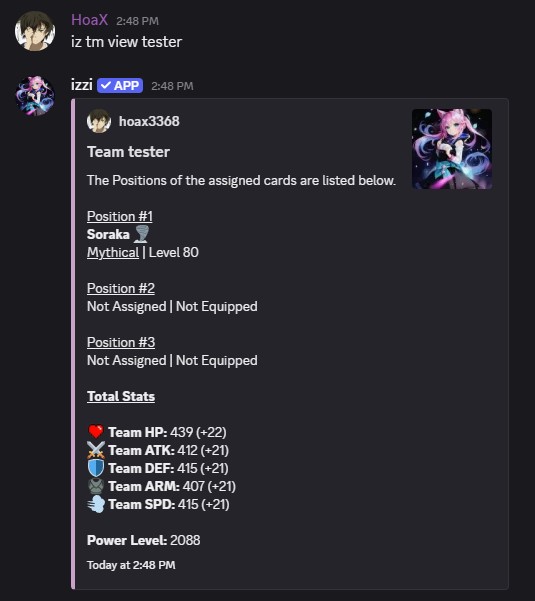 HoaX 2:48 PM
iz tm view tester
izzi ✓ APP 2:48 PM
hoax3368
Team tester
The Positions of the assigned cards are listed below.
Position #1
Soraka
Mythical | Level 80
Position #2
Not Assigned | Not Equipped
Position #3
Not Assigned | Not Equipped
Total Stats
Team HP: 439 (+22)
Team ATK: 412 (+21)
Team DEF: 415 (+21)
Team ARM: 407 (+21)
Team SPD: 415 (+21)
Power Level: 2088
Today at 2:48 PM